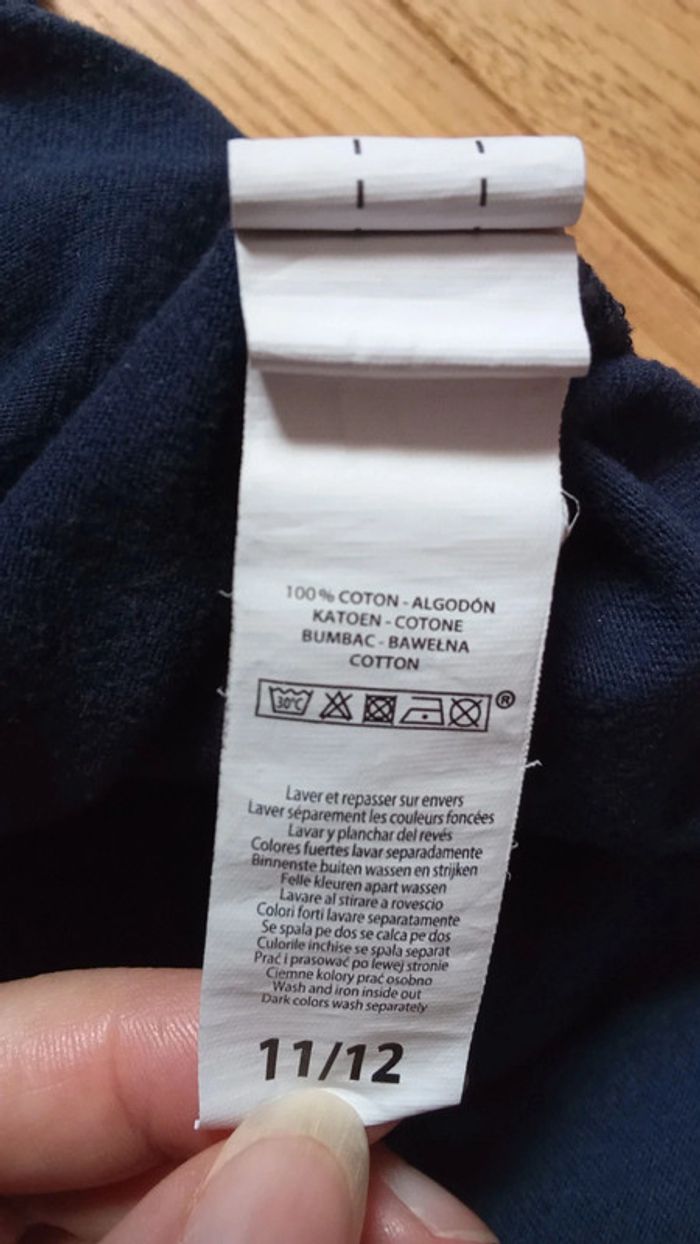 100% COTON - ALGODÓN
KATOEN - COTONE
BUMBAC - BAWEŁNA
COTTON
30°C ®
Laver et repasser sur envers
Laver séparement les couleurs foncées
Lavar y planchar del revés
Colores fuertes lavar separadamente
Binnenste buiten wassen en strijken
Felle kleuren apart wassen
Lavare al stirare a rovescio
Colori forti lavare separatamente
Se spala pe dos se calca pe dos
Culorile inchise se spala separat
Prać i prasować po lewej stronie
Ciemne kolory prać osobno
Wash and iron inside out
Dark colors wash separately
11/12